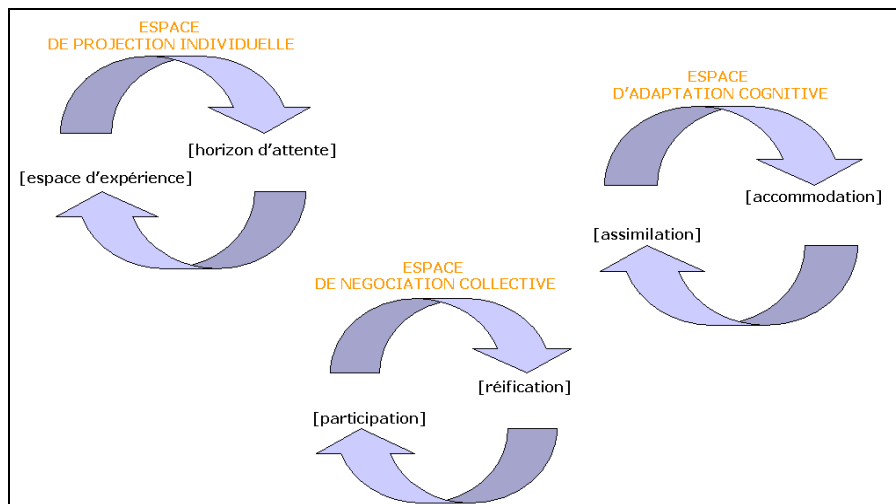 ESPACE
DE PROJECTION INDIVIDUELLE
[horizon d'attente]
[espace d'expérience]
ESPACE
D'ADAPTATION COGNITIVE
[accommodation]
[assimilation]
ESPACE
DE NEGOCIATION COLLECTIVE
[réification]
[participation]